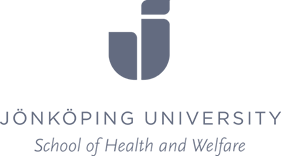 JÖNKÖPING UNIVERSITY
School of Health and Welfare